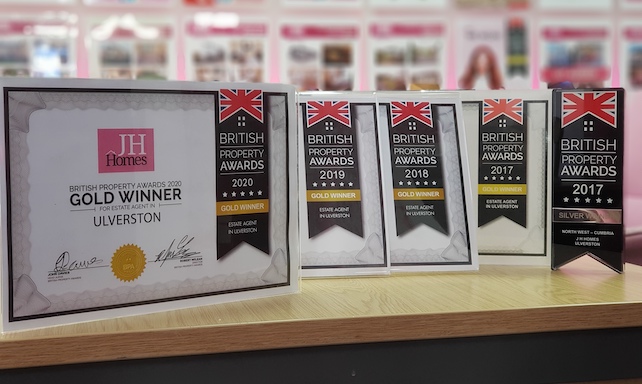 JH
Homes
BRITISH PROPERTY AWARDS 2020
GOLD WINNER
FOR ESTATE AGENT IN
ULVERSTON
BRITISH
PROPERTY
AWARDS
2020
GOLD WINNER
ESTATE AGENT
IN ULVERSTON
BRITISH
PROPERTY
AWARDS
2019
GOLD WINNER
ESTATE AGENT
IN ULVERSTON
BRITISH
PROPERTY
AWARDS
2018
GOLD WINNER
ESTATE AGENT
IN ULVERSTON
BRITISH
PROPERTY
AWARDS
2017
GOLD WINNER
ESTATE AGENT
IN ULVERSTON
BRITISH
PROPERTY
AWARDS
2017
SILVER
NORTH WEST - CUMBRIA
J H HOMES
ULVERSTON